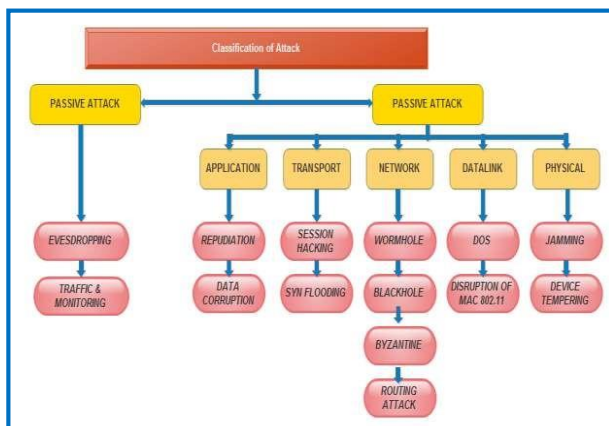 Classification of Attack
PASSIVE ATTACK
PASSIVE ATTACK
APPLICATION
TRANSPORT
NETWORK
DATALINK
PHYSICAL
EVESDROPPING
REPUDIATION
SESSION
HACKING
WORMHOLE
DOS
JAMMING
TRAFFIC &
MONITORING
DATA
CORRUPTION
SYN FLOODING
BLACKHOLE
DISRUPTION OF
MAC 802.11
DEVICE
TEMPERING
BYZANTINE
ROUTING
ATTACK